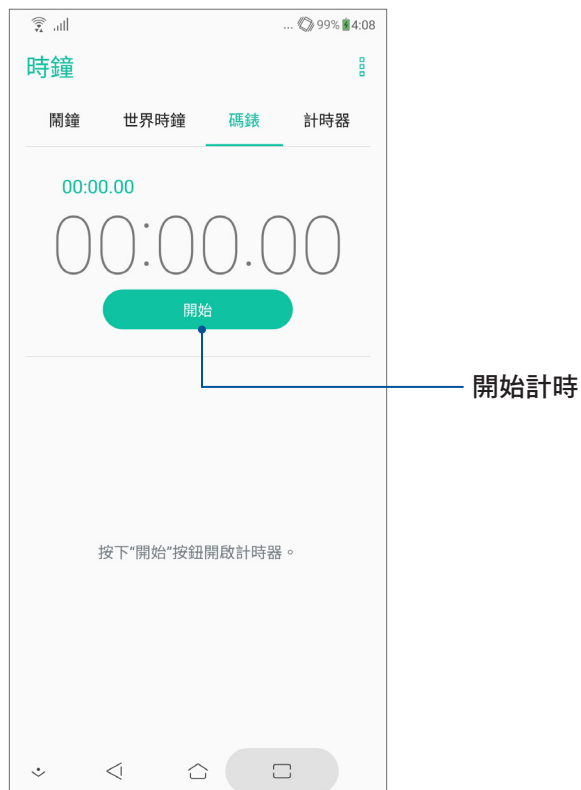 ... 99% 4:08
時鐘
鬧鐘 世界時鐘 碼錶 計時器
00:00.00
00:00.00
開始
開始計時
按下“開始”按鈕開啟計時器。